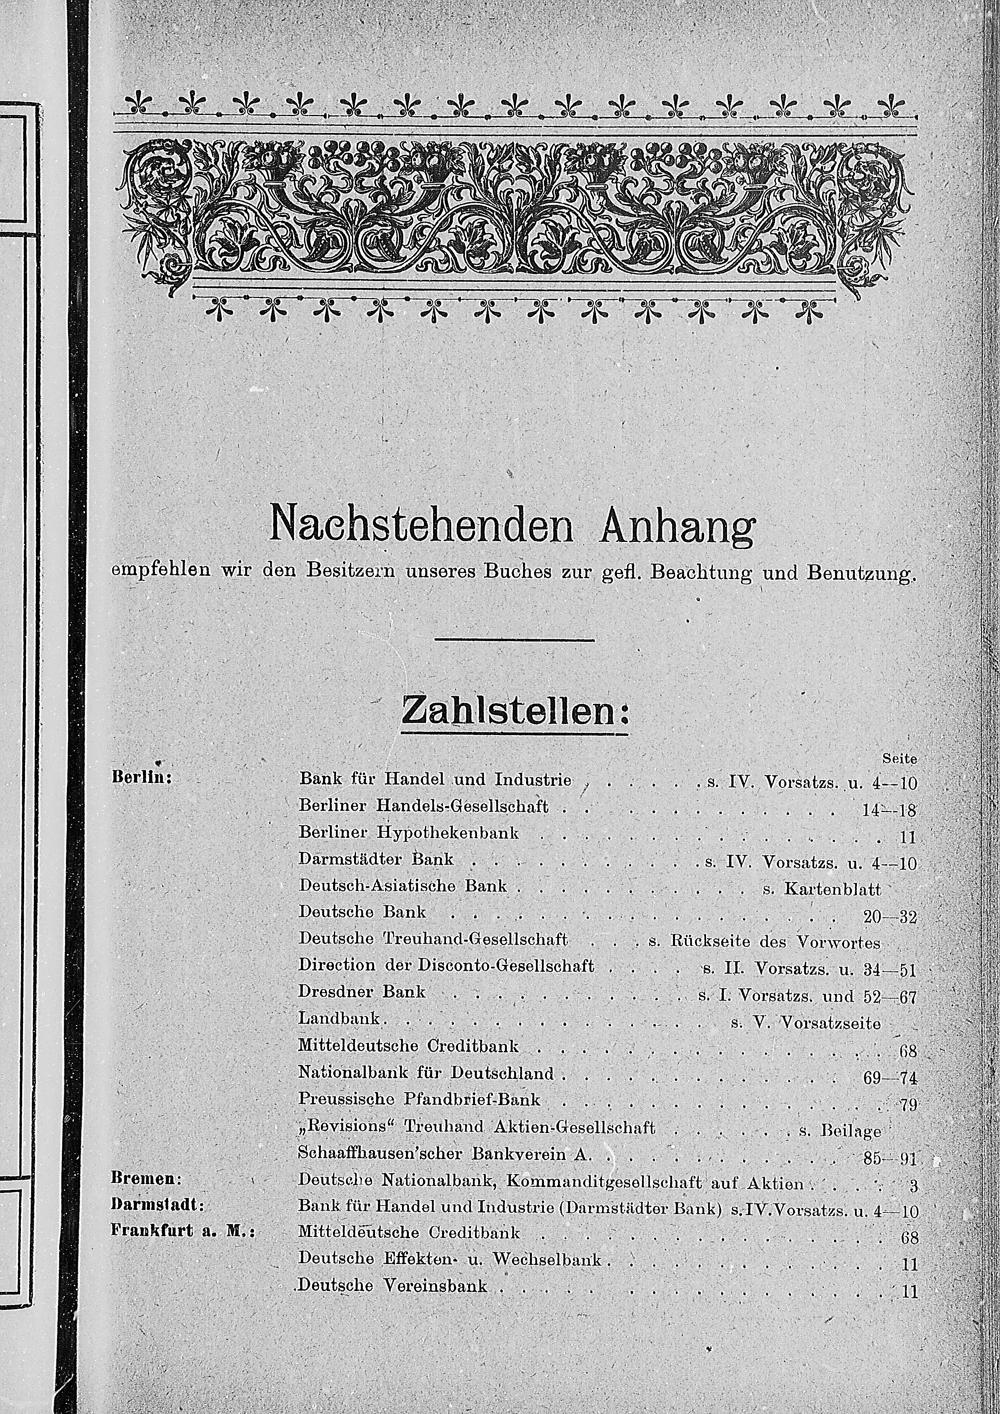 Nachstehenden Anhang
empfehlen wir den Besitzern unseres Buches zur gefl. Beachtung und Benutzung.
Zahlstellen:
Seite
Berlin: Bank für Handel und Industrie . . . . . . s. IV. Vorsatzs. u. 4—10
Berliner Handels-Gesellschaft . . . . . . . . . . . . 14—18
Berliner Hypothekenbank . . . . . . . . . . . . . . 11
Darmstädter Bank . . . . . . . . . . . s. IV. Vorsatzs. u. 4—10
Deutsch-Asiatische Bank . . . . . . . . . . . s. Kartenblatt
Deutsche Bank . . . . . . . . . . . . . . . . . . 20—32
Deutsche Treuhand-Gesellschaft . . . s. Rückseite des Vorwortes
Direction der Disconto-Gesellschaft . . . . s. II. Vorsatzs. u. 34—51
Dresdner Bank . . . . . . . . . . . s. I. Vorsatzs. und 52—67
Landbank . . . . . . . . . . . . . . . . s. V. Vorsatzseite
Mitteldeutsche Creditbank . . . . . . . . . . . . . . 68
Nationalbank für Deutschland . . . . . . . . . . . . . 69—74
Preussische Pfandbrief-Bank . . . . . . . . . . . . . . 79
„Revisions“ Treuhand Aktien-Gesellschaft . . . . . . s. Beilage
Schaaffhausen'scher Bankverein A. . . . . . . . . . . . 85—91
Bremen: Deutsche Nationalbank, Kommanditgesellschaft auf Aktien . . . . 3
Darmstadt: Bank für Handel und Industrie (Darmstädter Bank) s. IV. Vorsatzs. u. 4—10
Frankfurt a. M.: Mitteldeutsche Creditbank . . . . . . . . . . . . . . 68
Deutsche Effekten- u. Wechselbank . . . . . . . . . . . . 11
Deutsche Vereinsbank . . . . . . . . . . . . . . . . 11